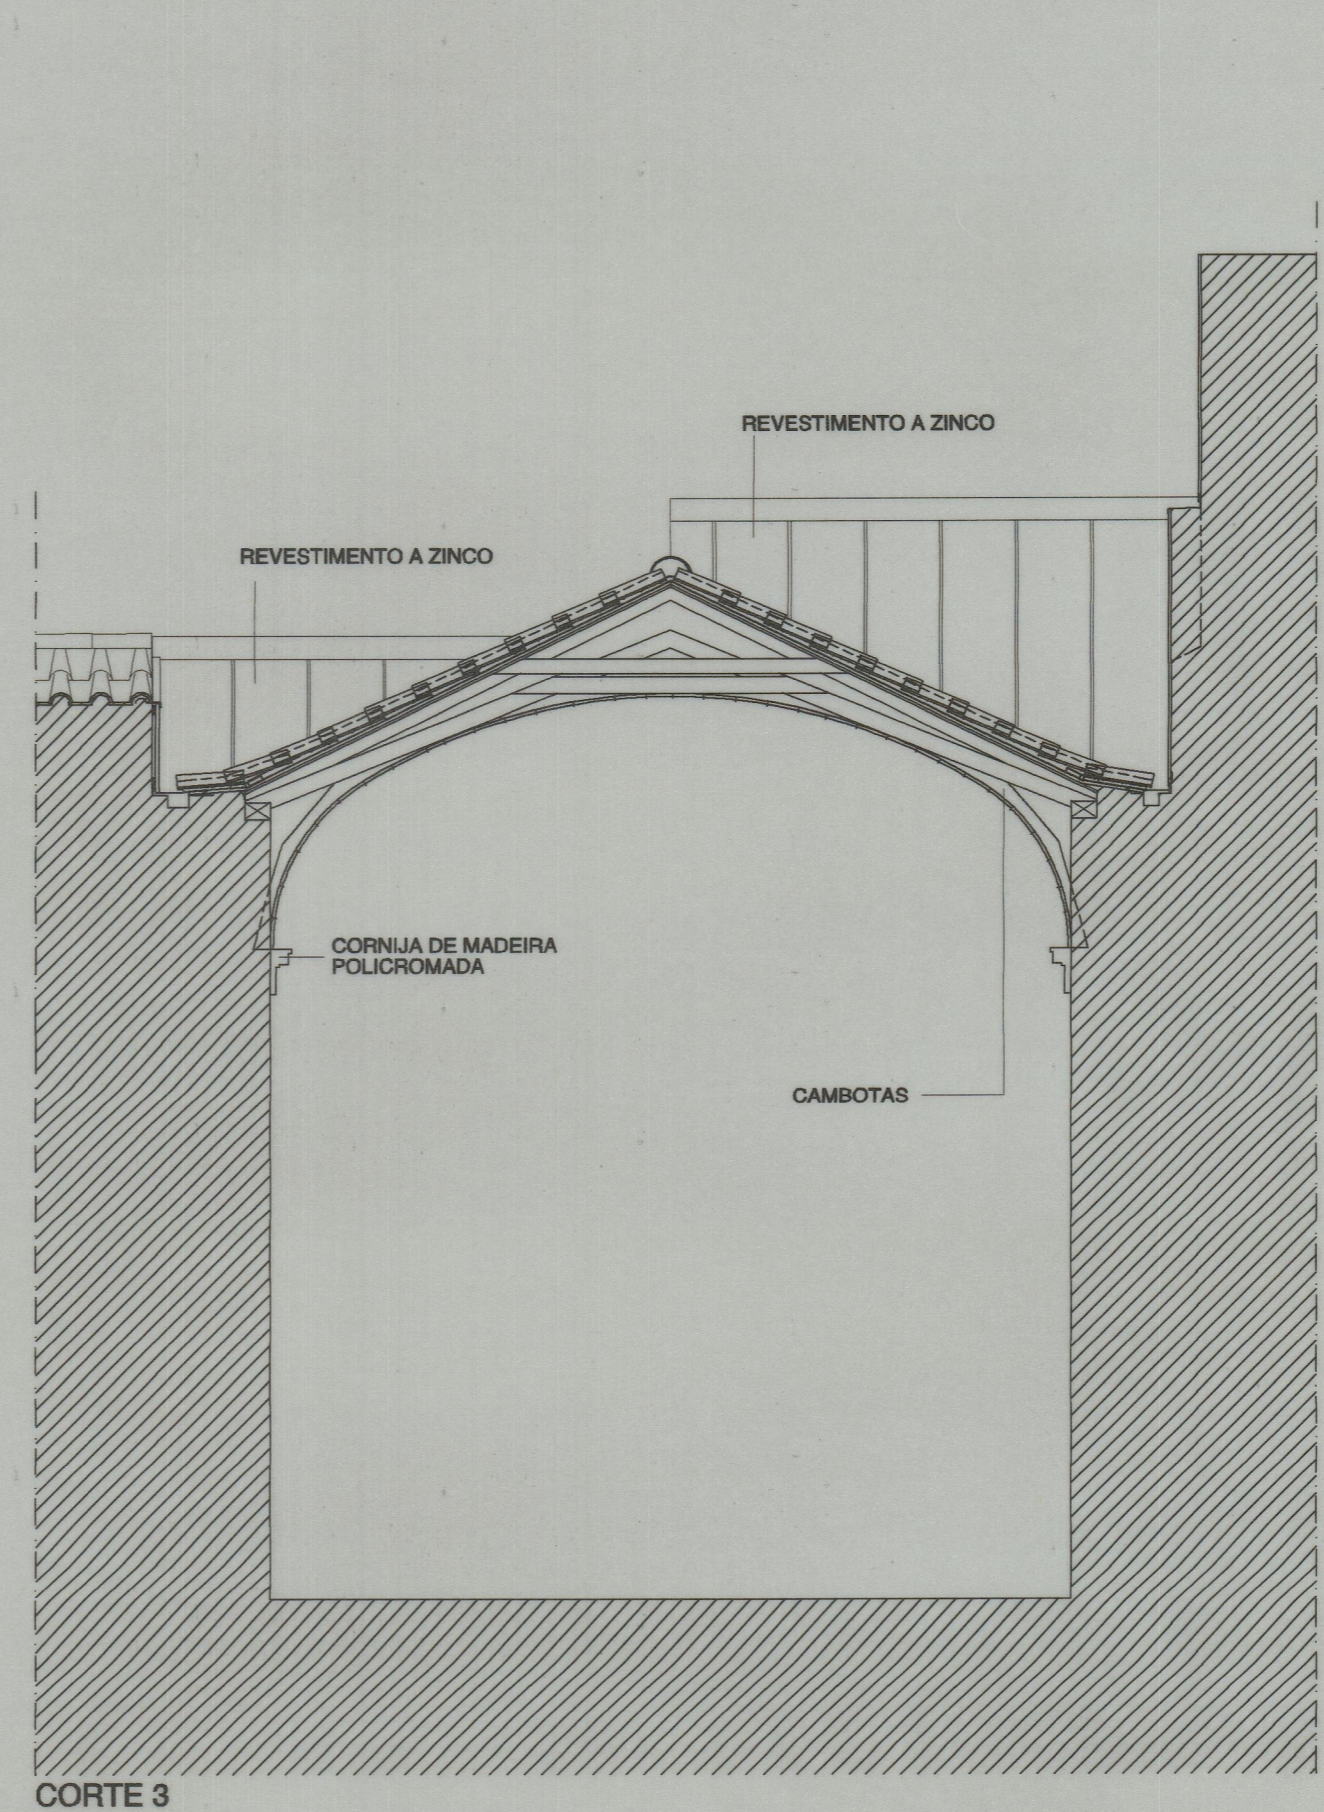 REVESTIMENTO A ZINCO
REVESTIMENTO A ZINCO
CORNIJA DE MADEIRA
POLICROMADA
CAMBOTAS
CORTE 3